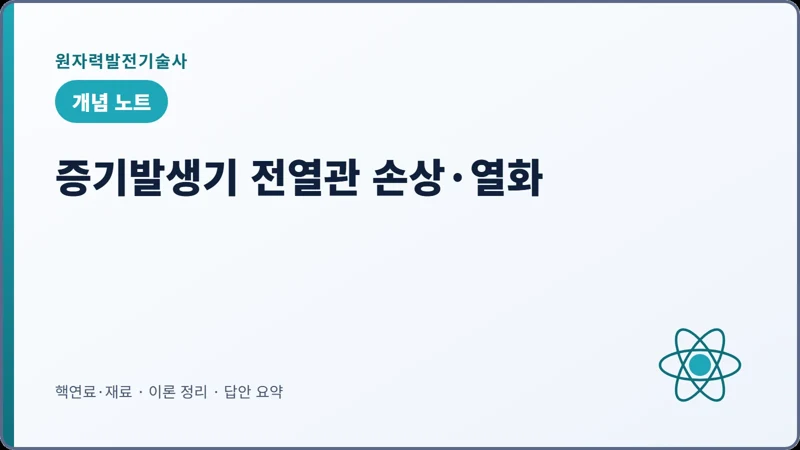 원자력발전기술사
개념 노트
증기발생기 전열관 손상·열화
핵연료·재료 · 이론 정리 · 답안 요약